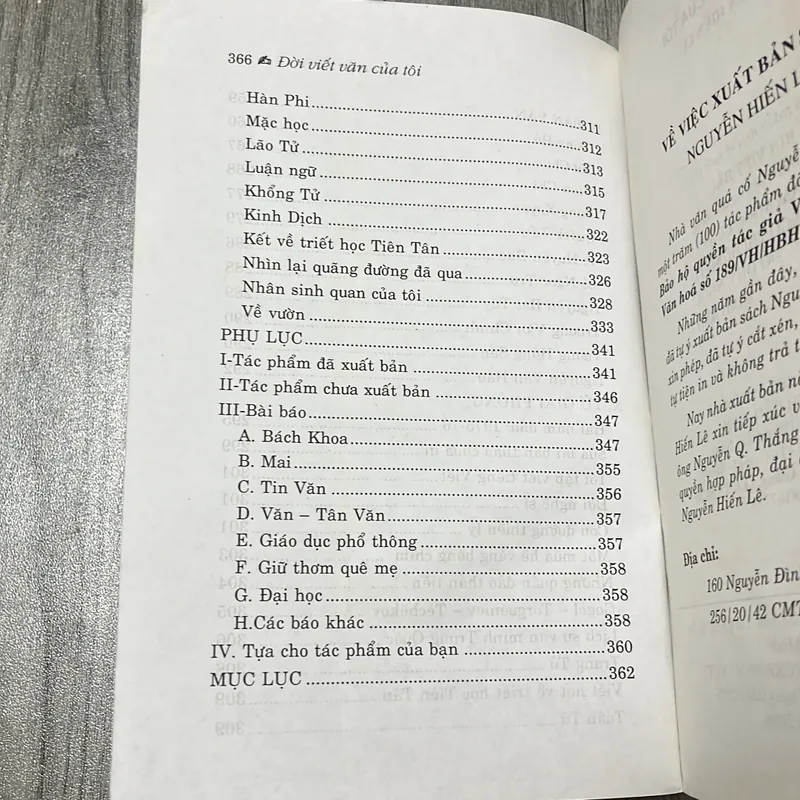 366 ✍ Đời viết văn của tôi
Hàn Phi.....311
Mặc học.....312
Lão Tử.....313
Luận ngữ.....315
Khổng Tử.....317
Kinh Dịch.....322
Kết về triết học Tiên Tần.....323
Nhìn lại quãng đường đã qua.....326
Nhân sinh quan của tôi.....328
Về vườn.....333
PHỤ LỤC.....341
I-Tác phẩm đã xuất bản.....341
II-Tác phẩm chưa xuất bản.....346
III-Bài báo.....347
A. Bách Khoa.....347
B. Mai.....355
C. Tin Văn.....356
D. Văn – Tân Văn.....357
E. Giáo dục phổ thông.....357
F. Giữ thơm quê mẹ.....358
G. Đại học.....358
H.Các báo khác.....358
IV. Tựa cho tác phẩm của bạn.....360
MỤC LỤC.....362
VỀ VIỆC XUẤT BẢN
NGUYỄN HIẾN
Nhà văn quá cố
một trăm (100) tác phẩm
Bảo hộ quyền tác giả
Văn hoá số 189/VH/HBH
Những năm gần đây,
đã tự ý xuất bản sách
xin phép, đã tự ý cắt xén,
tự tiện in và không trả
Nay nhà xuất bản
Hiến Lê xin tiếp xúc
ông Nguyễn Q. Thắng
quyền hợp pháp, đại
Nguyễn Hiến Lê.
Địa chỉ:
160 Nguyễn
256/20/42